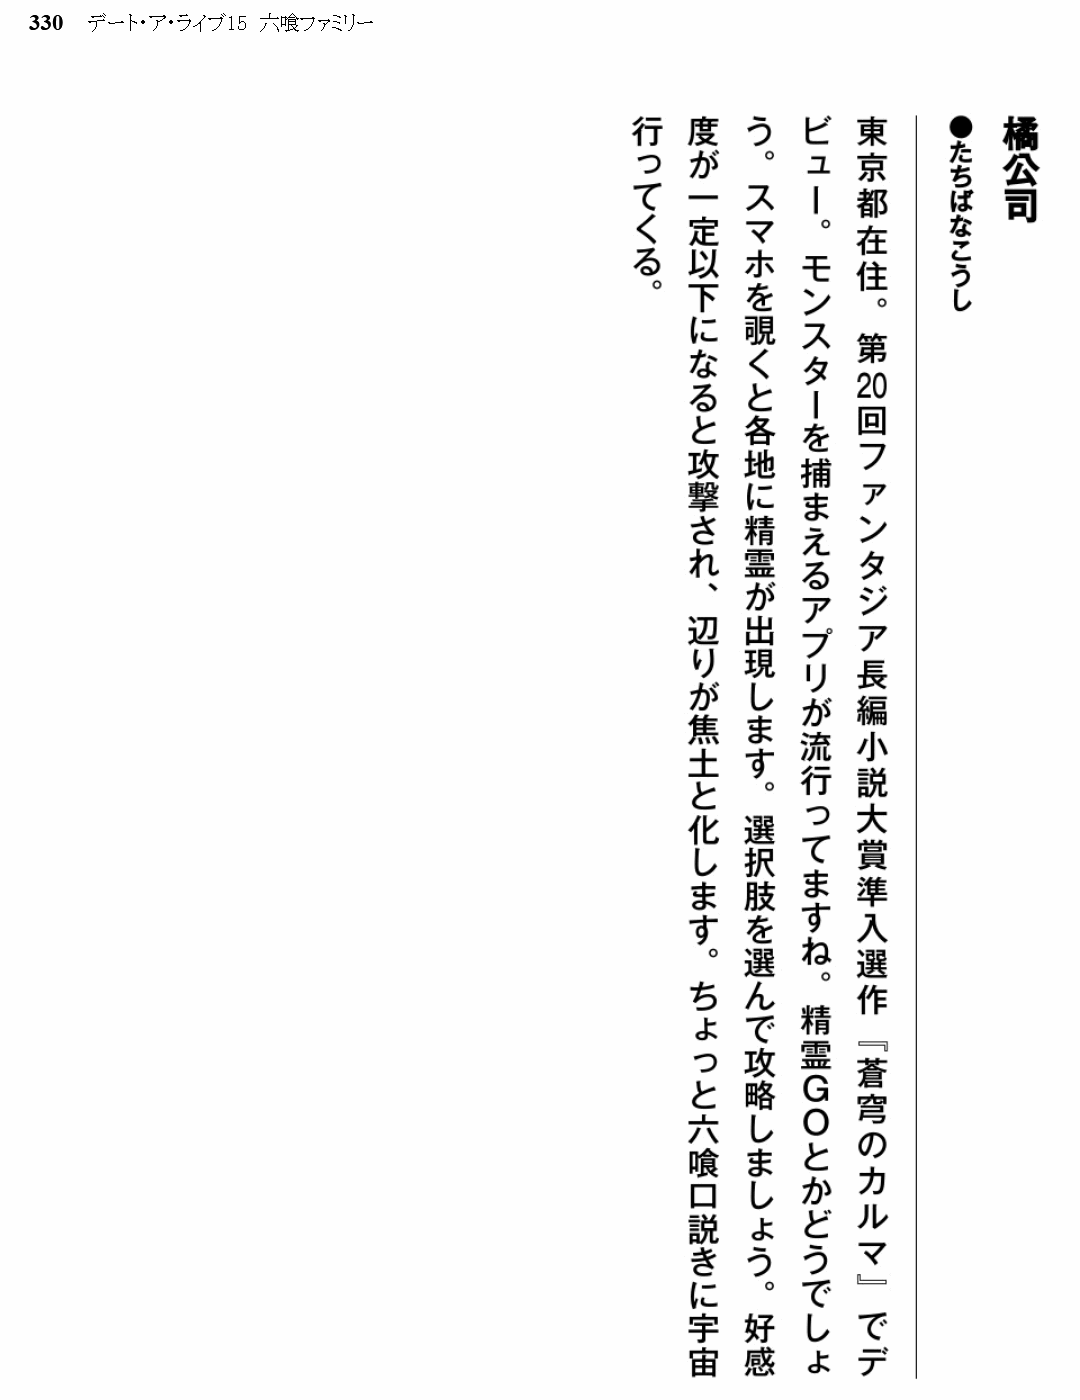 330 デート・ア・ライブ15 六喰ファミリー
橘公司
●たちばなこうし
東京都在住。第20回ファンタジア長編小説大賞準入選作『蒼穹のカルマ』でデ
ビュー。モンスターを捕まえるアプリが流行ってますね。精霊GOとかどうでしょ
う。スマホを覗くと各地に精霊が出現します。選択肢を選んで攻略しましょう。好感
度が一定以下になると攻撃され、辺りが焦土と化します。ちょっと六喰口説きに宇宙
行ってくる。